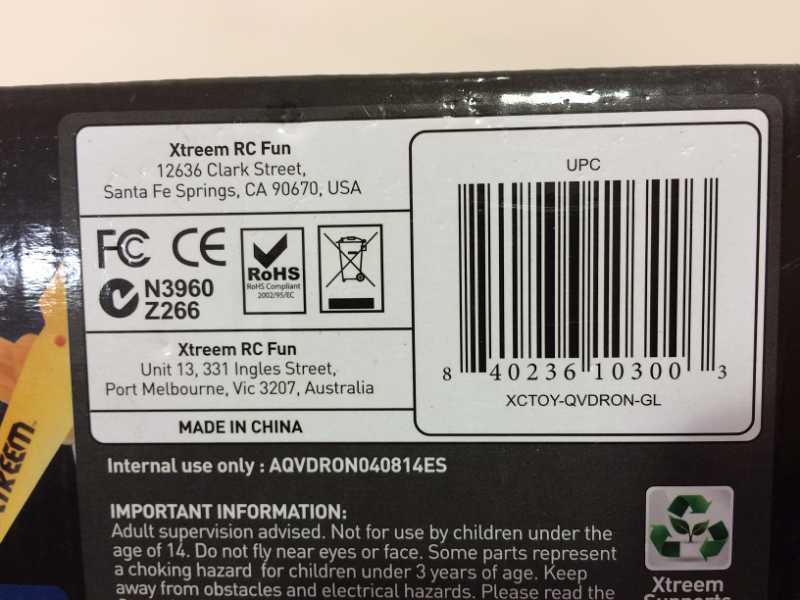 Xtreem RC Fun
12636 Clark Street,
Santa Fe Springs, CA 90670, USA
FC CE
N3960
Z266
RoHS
RoHS Compliant
2002/95/EC
Xtreem RC Fun
Unit 13, 331 Ingles Street,
Port Melbourne, Vic 3207, Australia
MADE IN CHINA
UPC
8 40236 10300 3
XCTOY-QVDRON-GL
Internal use only : AQVDRON040814ES
IMPORTANT INFORMATION:
Adult supervision advised. Not for use by children under the
age of 14. Do not fly near eyes or face. Some parts represent
a choking hazard for children under 3 years of age. Keep
away from obstacles and electrical hazards. Please read the
Xtreem
Supports
XTREEM